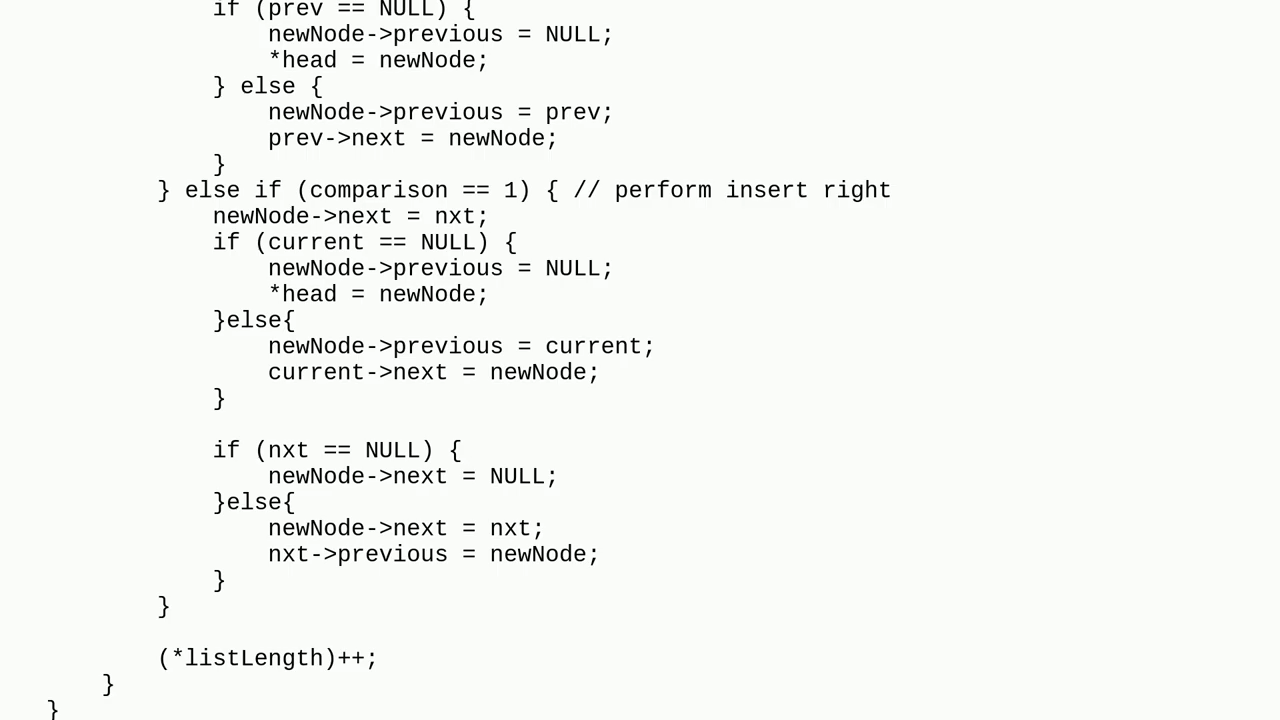 if (prev == NULL) {
newNode->previous = NULL;
*head = newNode;
} else {
newNode->previous = prev;
prev->next = newNode;
}
} else if (comparison == 1) { // perform insert right
newNode->next = nxt;
if (current == NULL) {
newNode->previous = NULL;
*head = newNode;
}else{
newNode->previous = current;
current->next = newNode;
}
if (nxt == NULL) {
newNode->next = NULL;
}else{
newNode->next = nxt;
nxt->previous = newNode;
}
}
(*listLength)++;
}
}